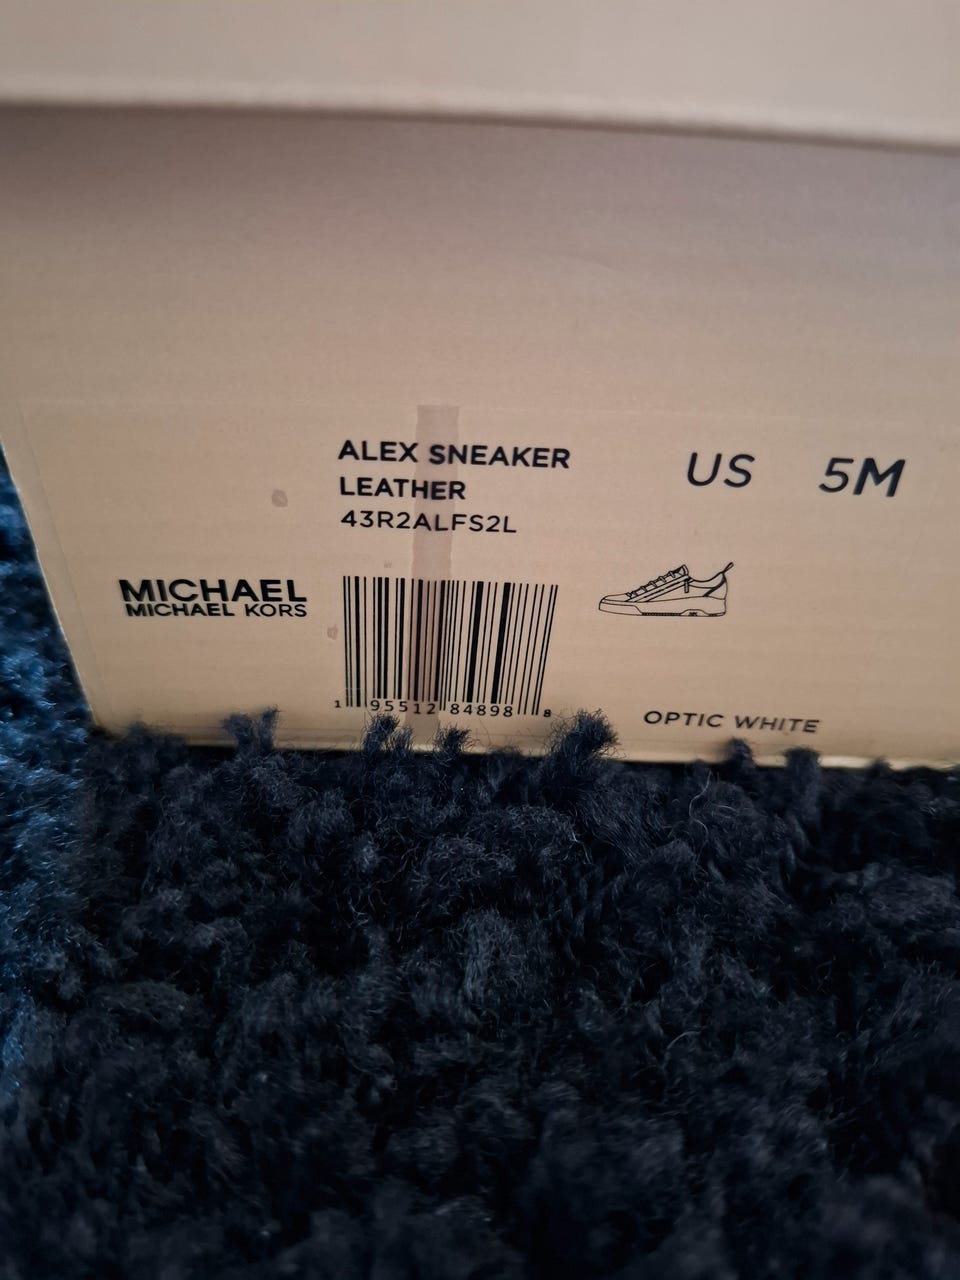 ALEX SNEAKER
LEATHER
43R2ALFS2L
US 5M
MICHAEL
MICHAEL KORS
1 95512 84898 8
OPTIC WHITE